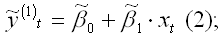 ỹ⁽¹⁾ₜ = β̃₀ + β̃₁ · xₜ (2);